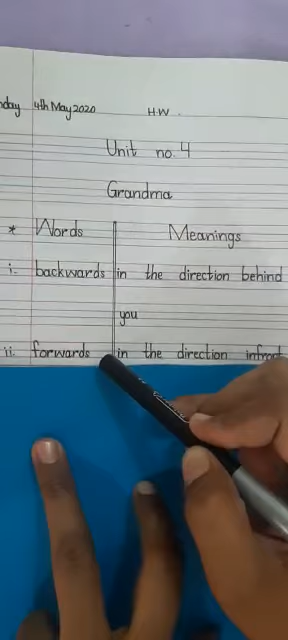 4th May 2020 H.W.
Unit no. 4
Grandma
* Words Meanings
i. backwards in the direction behind
you
ii. forwards in the direction infront